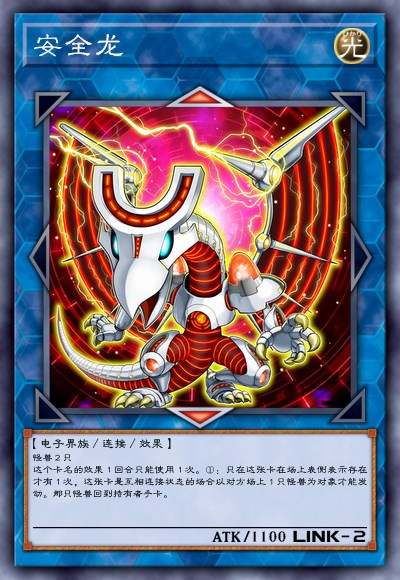 安全龙
ひかり
光
【电子界族／连接／效果】
怪兽２只
这个卡名的效果１回合只能使用１次。①：只在这张卡在场上表侧表示存在
才有１次，这张卡是互相连接状态的场合以对方场上１只怪兽为对象才能发
动。那只怪兽回到持有者手卡。
ATK/1100 LINK-2